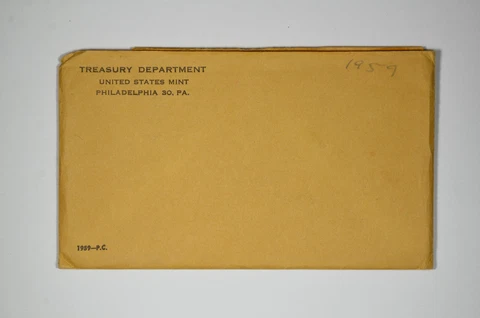 TREASURY DEPARTMENT
UNITED STATES MINT
PHILADELPHIA 30, PA.
1959
1959—P.C.